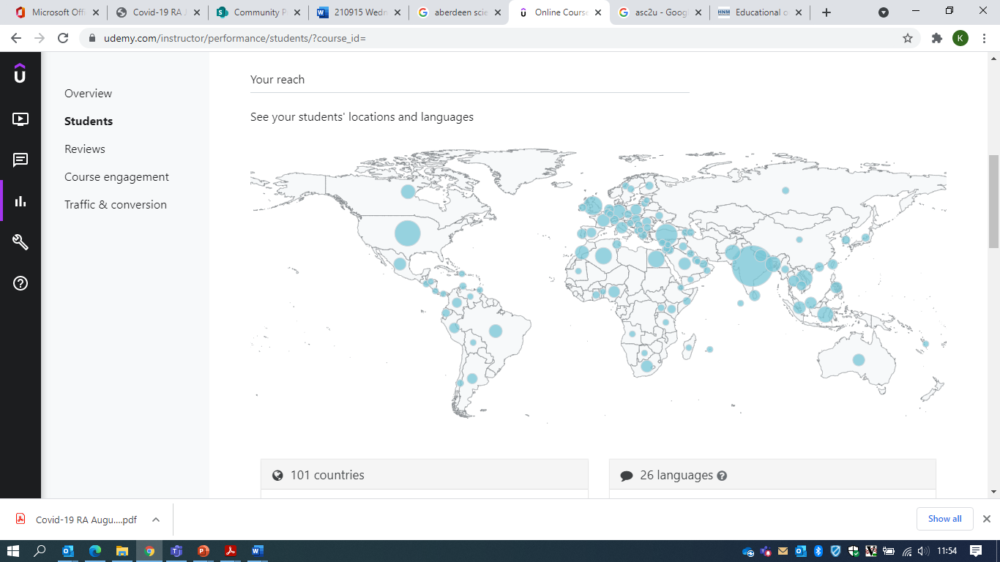 Microsoft Offi
Covid-19 RA A
Community P
210915 Wedn
aberdeen scie
Online Course
asc2u - Googl
HNM Educational o
udemy.com/instructor/performance/students/?course_id=
K
Overview
Students
Reviews
Course engagement
Traffic & conversion
Your reach
See your students' locations and languages
101 countries
26 languages
Covid-19 RA Augu....pdf
Show all
11:54